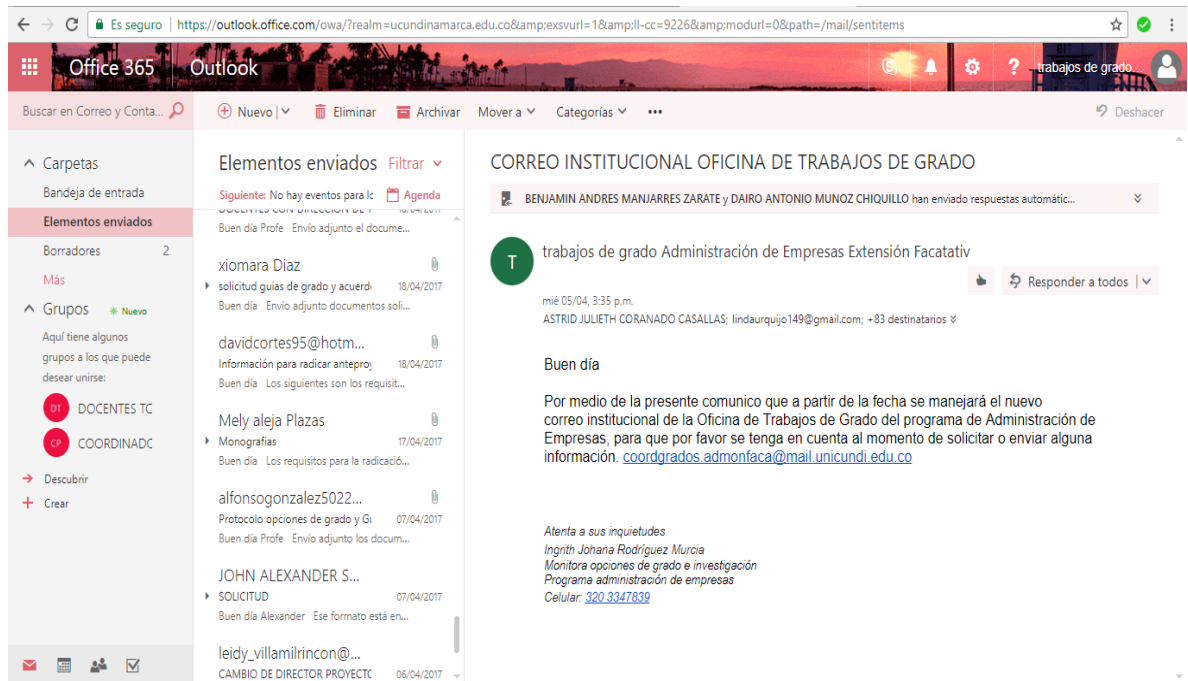 Es seguro | https://outlook.office.com/owa/?realm=ucundinamarca.edu.co&amp;exsvurl=1&amp;ll-cc=9226&amp;modurl=0&path=/mail/sentitems
Office 365 Outlook trabajos de grado...
Buscar en Correo y Conta... Nuevo Eliminar Archivar Mover a Categorías ••• Deshacer
Carpetas
Bandeja de entrada
Elementos enviados
Borradores 2
Más
Grupos Nuevo
Aquí tiene algunos
grupos a los que puede
desear unirse:
DT DOCENTES TC
CP COORDINADC
Descubrir
Crear
Elementos enviados Filtrar
Siguiente: No hay eventos para lc Agenda
DOCENTES CON DIRECCION DE 18/04/2017
Buen día Profe Envío adjunto el docume...
xiomara Diaz
solicitud guias de grado y acuerd 18/04/2017
Buen día Envío adjunto documentos soli...
davidcortes95@hotm...
Información para radicar antepro 18/04/2017
Buen día Los siguientes son los requisit...
Mely aleja Plazas
Monografias 17/04/2017
Buen día Los requisitos para la radicació...
alfonsogonzalez5022...
Protocolo opciones de grado y Gu 07/04/2017
Buen día Profe Envío adjunto los docum...
JOHN ALEXANDER S...
SOLICITUD 07/04/2017
Buen día Alexander Ese formato está en...
leidy_villamilrincon@...
CAMBIO DE DIRECTOR PROYECTC 06/04/2017
CORREO INSTITUCIONAL OFICINA DE TRABAJOS DE GRADO
BENJAMIN ANDRES MANJARRES ZARATE y DAIRO ANTONIO MUNOZ CHIQUILLO han enviado respuestas automátic...
T
trabajos de grado Administración de Empresas Extensión Facatativ
Responder a todos
mié 05/04, 3:35 p.m.
ASTRID JULIETH CORANADO CASALLAS; lindaurquijo149@gmail.com; +83 destinatarios
Buen día
Por medio de la presente comunico que a partir de la fecha se manejará el nuevo
correo institucional de la Oficina de Trabajos de Grado del programa de Administración de
Empresas, para que por favor se tenga en cuenta al momento de solicitar o enviar alguna
información. coordgrados.admonfaca@mail.unicundi.edu.co
Atenta a sus inquietudes
Ingrith Johana Rodríguez Murcia
Monitora opciones de grado e investigación
Programa administración de empresas
Celular: 320 3347839